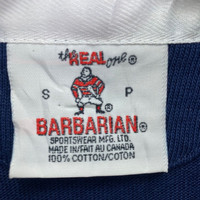 the REAL one®
S P
BARBARIAN®
SPORTSWEAR MFG. LTD.
MADE IN/FAIT AU CANADA
100% COTTON/COTON